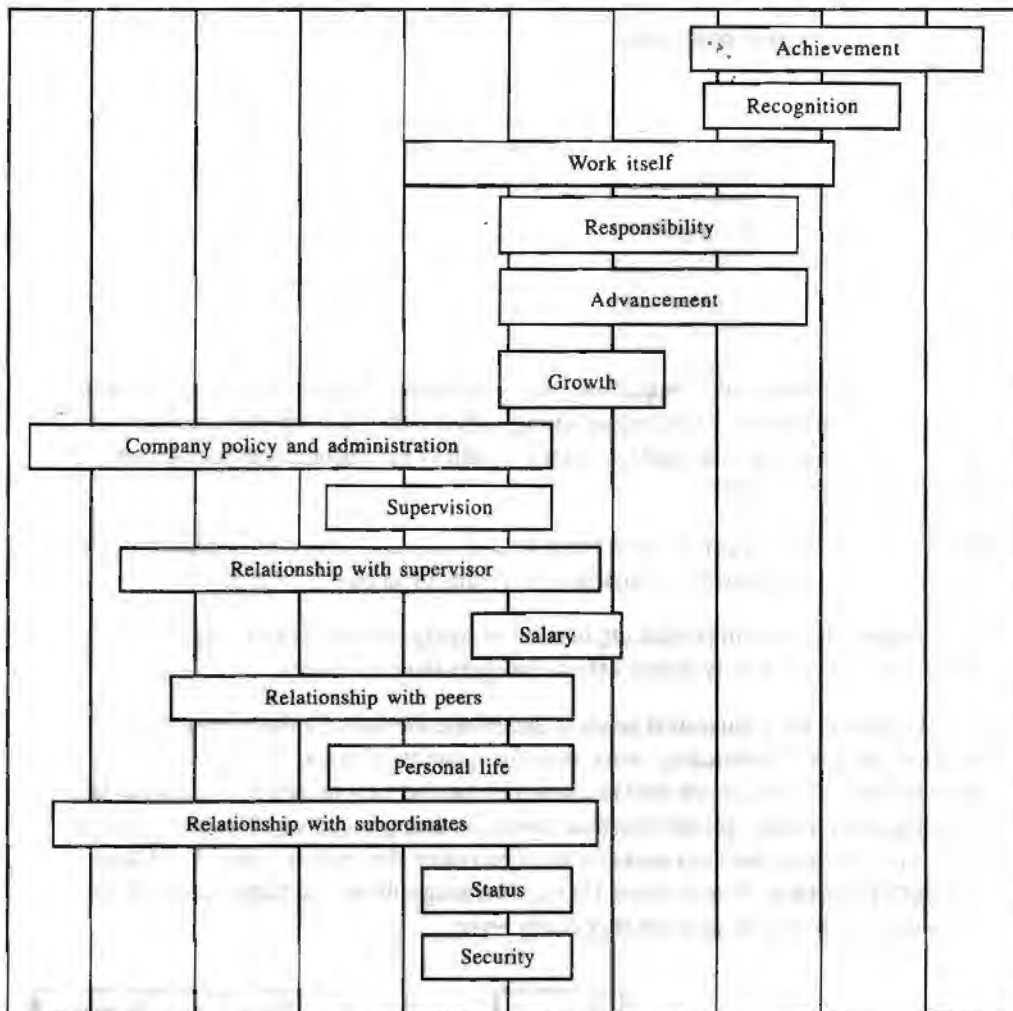 Achievement
Recognition
Work itself
Responsibility
Advancement
Growth
Company policy and administration
Supervision
Relationship with supervisor
Salary
Relationship with peers
Personal life
Relationship with subordinates
Status
Security